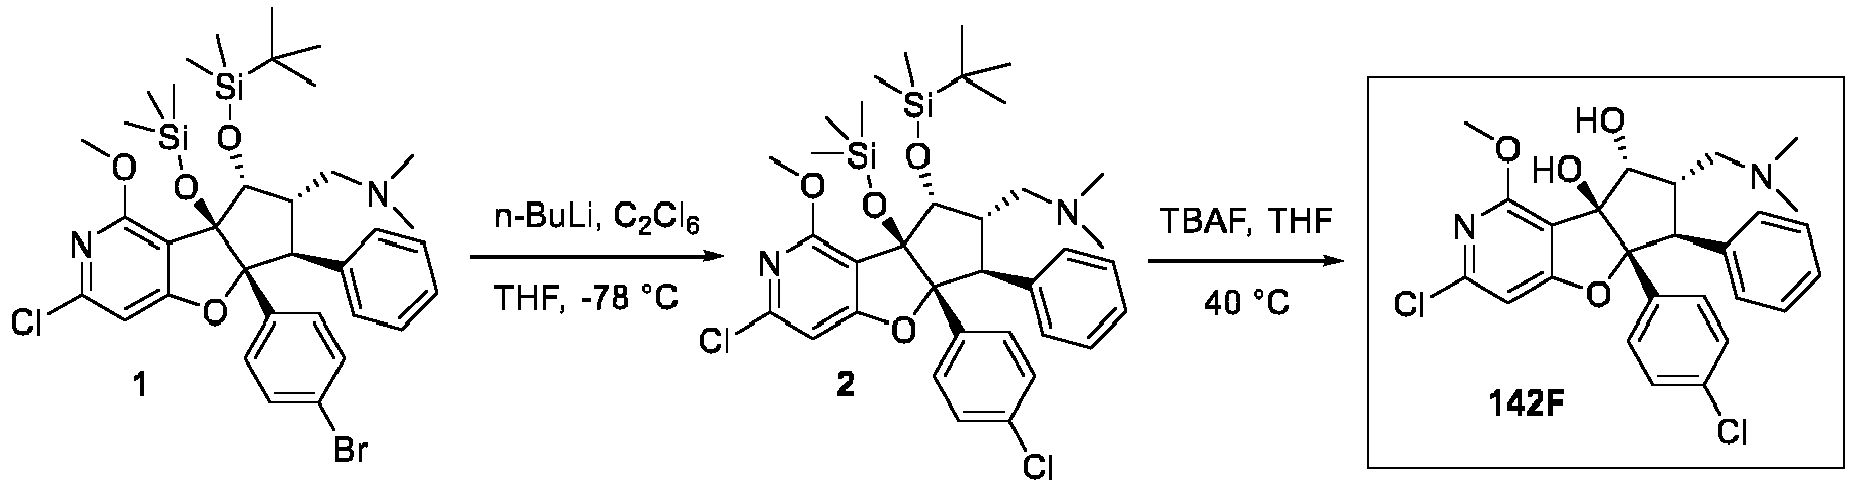 Si
Si
O
O
O
N
N
Cl
O
Br
1
n-BuLi, C₂Cl₆
THF, -78 °C
Si
Si
O
O
O
N
N
Cl
O
Cl
2
TBAF, THF
40 °C
HO
HO
O
N
N
Cl
O
Cl
142F